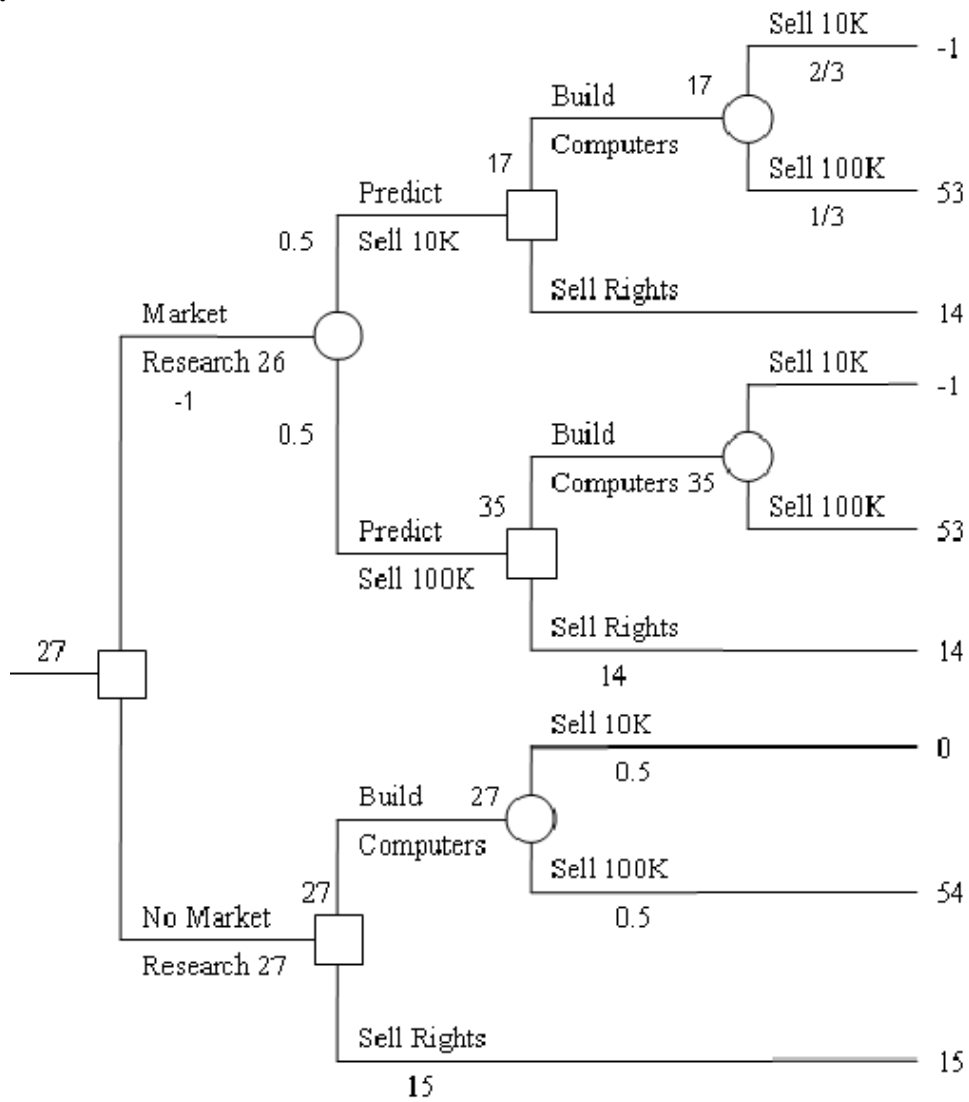 Sell 10K
-1
2/3
17
Build
Computers
Sell 100K
53
1/3
17
Predict
Sell 10K
0.5
Sell Rights
14
Market
Research 26
-1
Sell 10K
-1
0.5
Build
Computers 35
35
Sell 100K
53
Predict
Sell 100K
Sell Rights
14
14
27
Sell 10K
0
0.5
Build
Computers
27
Sell 100K
54
0.5
27
No Market
Research 27
Sell Rights
15
15